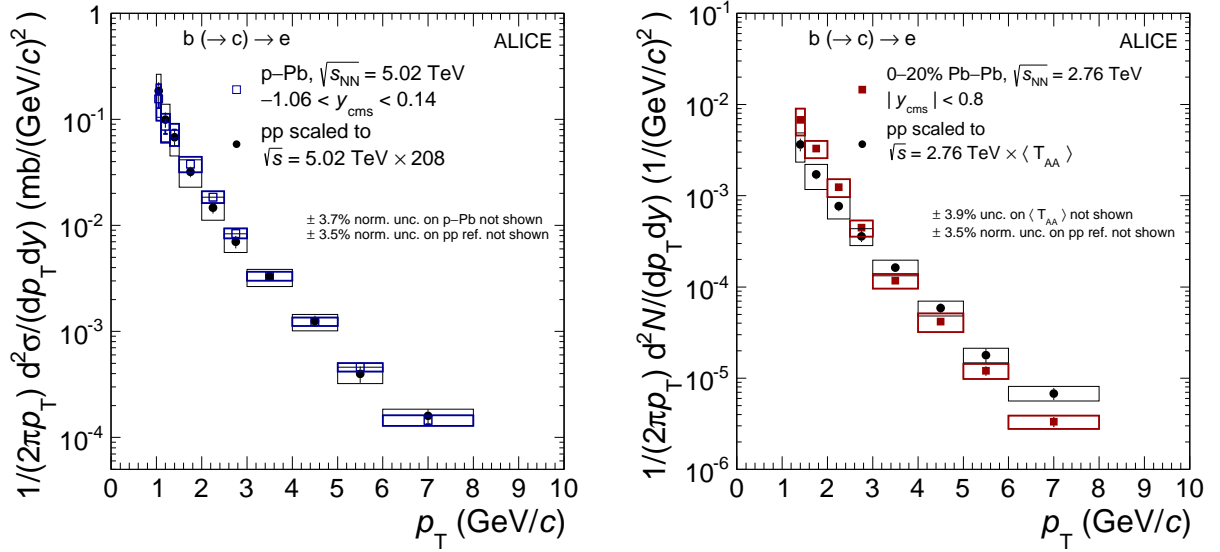 b (→ c) → e
ALICE
p–Pb, √s_NN = 5.02 TeV
–1.06 < y_cms < 0.14
pp scaled to
√s = 5.02 TeV × 208
± 3.7% norm. unc. on p–Pb not shown
± 3.5% norm. unc. on pp ref. not shown
1/(2πp_T) d²σ/(dp_T dy) (mb/(GeV/c)²)
1
10⁻¹
10⁻²
10⁻³
10⁻⁴
0 1 2 3 4 5 6 7 8 9 10
p_T (GeV/c)
b (→ c) → e
ALICE
0–20% Pb–Pb, √s_NN = 2.76 TeV
| y_cms | < 0.8
pp scaled to
√s = 2.76 TeV × ⟨ T_AA ⟩
± 3.9% unc. on ⟨ T_AA ⟩ not shown
± 3.5% norm. unc. on pp ref. not shown
1/(2πp_T) d²N/(dp_T dy) (1/(GeV/c)²)
10⁻¹
10⁻²
10⁻³
10⁻⁴
10⁻⁵
10⁻⁶
0 1 2 3 4 5 6 7 8 9 10
p_T (GeV/c)